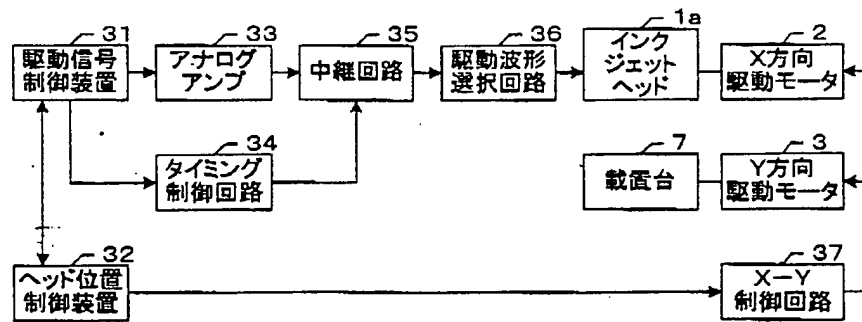 31
駆動信号
制御装置
33
アナログ
アンプ
35
中継回路
36
駆動波形
選択回路
1a
インク
ジェット
ヘッド
2
X方向
駆動モータ
34
タイミング
制御回路
7
載置台
3
Y方向
駆動モータ
32
ヘッド位置
制御装置
37
X－Y
制御回路